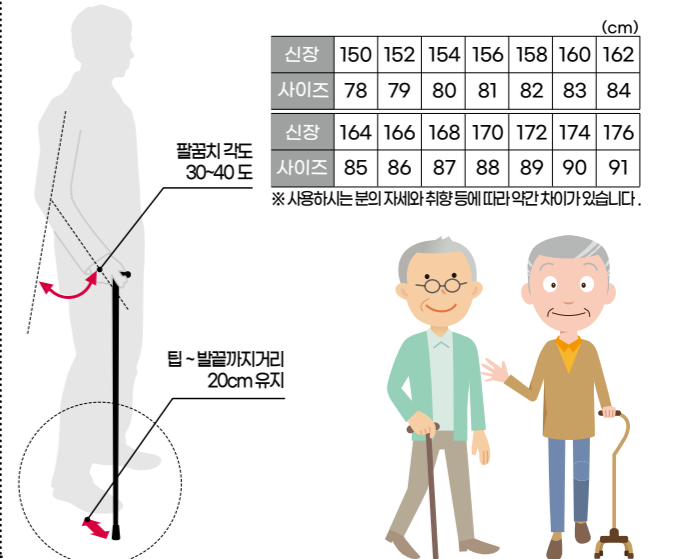 (cm)
신장 150 152 154 156 158 160 162
사이즈 78 79 80 81 82 83 84
신장 164 166 168 170 172 174 176
사이즈 85 86 87 88 89 90 91
※ 사용하시는 분의 자세와 취향 등에 따라 약간 차이가 있습니다.
팔꿈치 각도
30~40 도
팁 ~ 발끝까지거리
20cm 유지